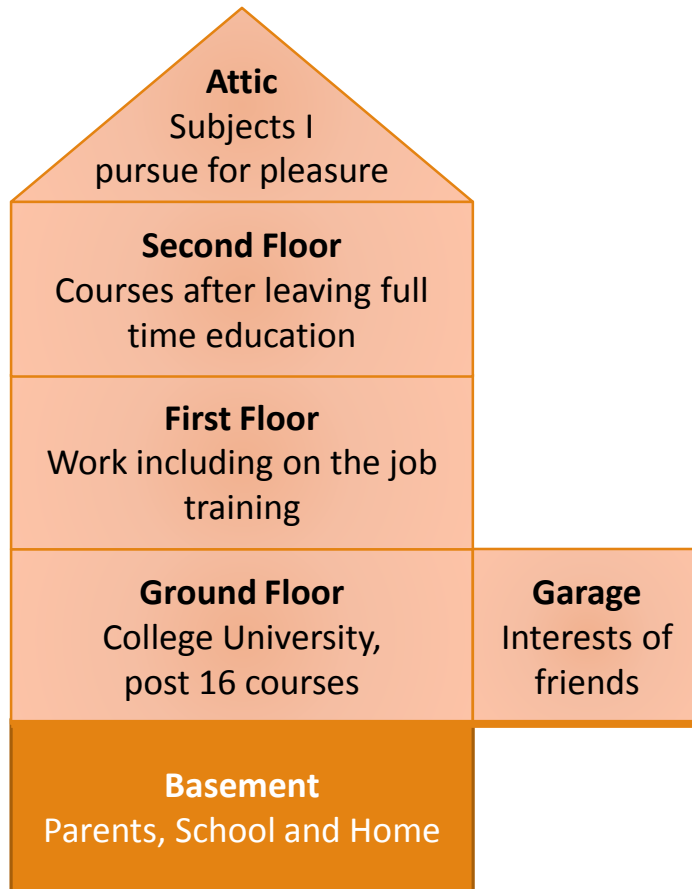 Attic
Subjects I
pursue for pleasure
Second Floor
Courses after leaving full
time education
First Floor
Work including on the job
training
Ground Floor
College University,
post 16 courses
Garage
Interests of
friends
Basement
Parents, School and Home